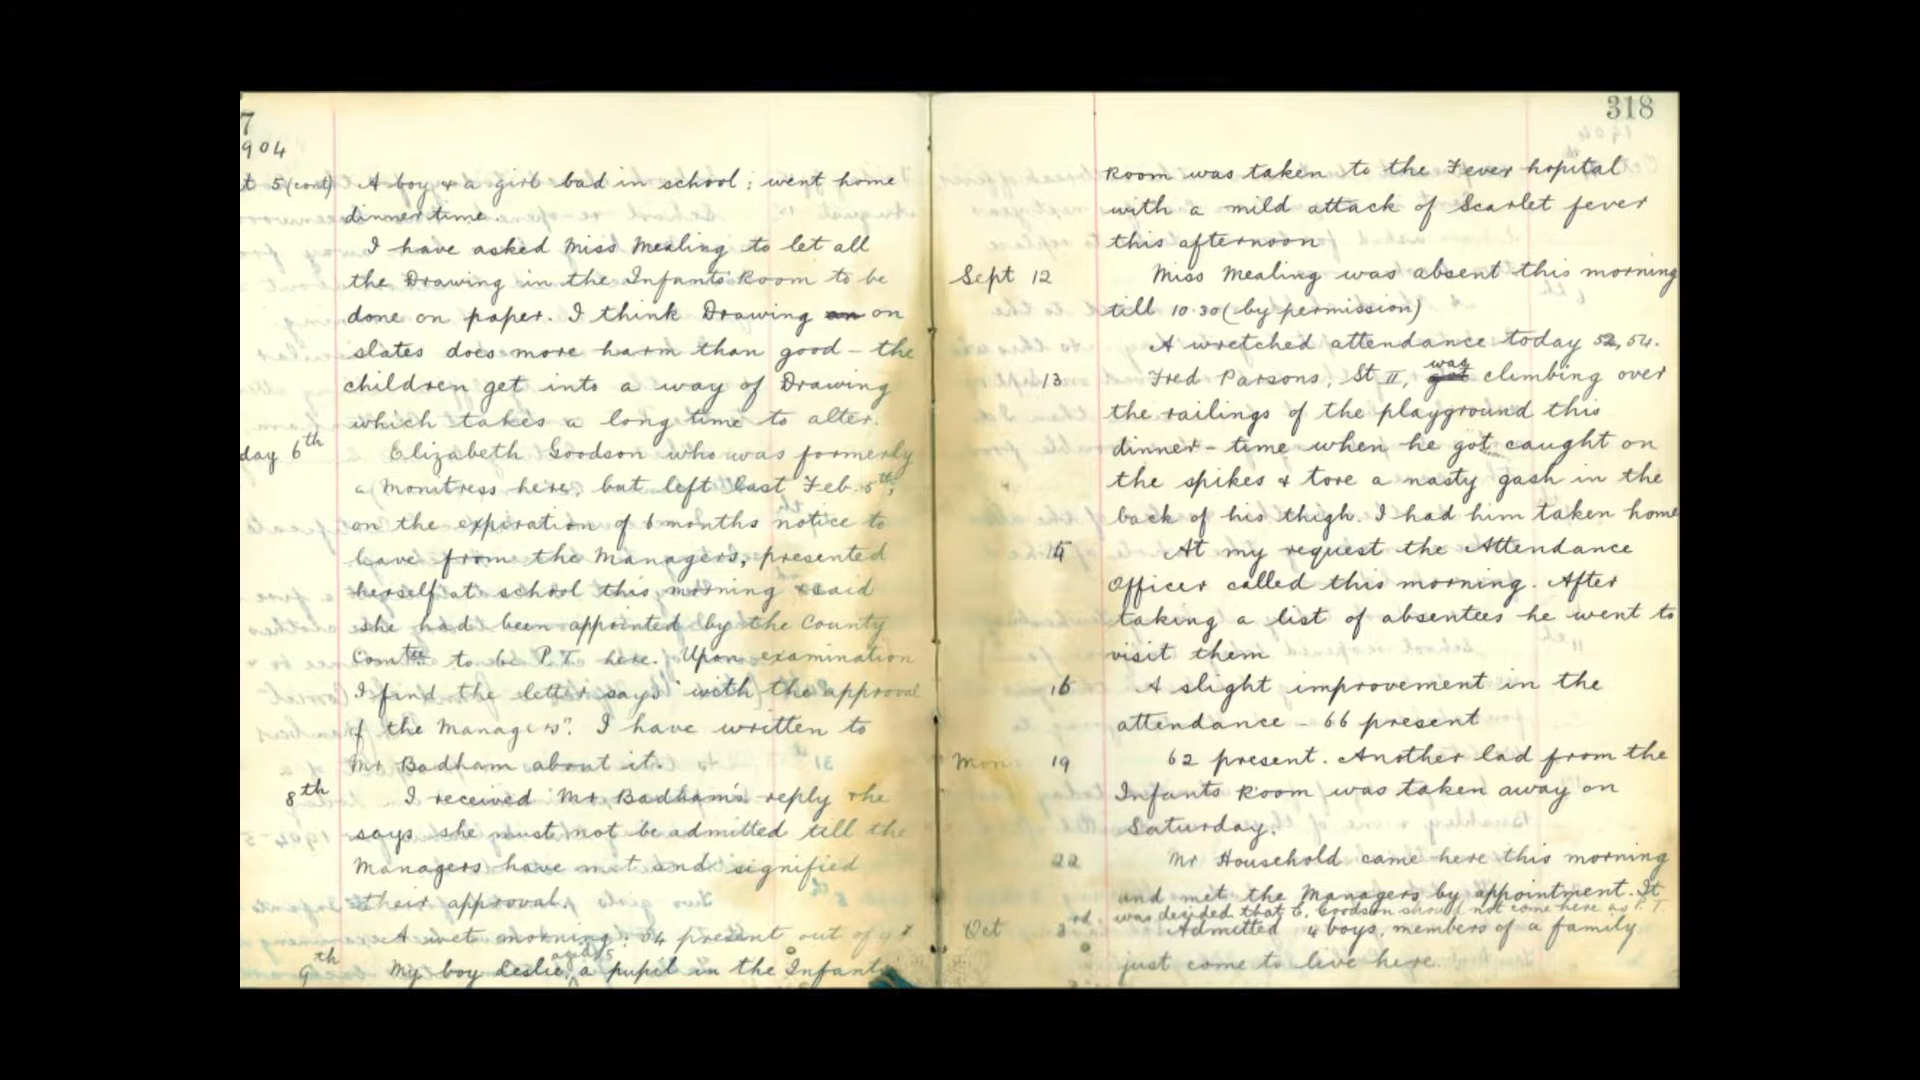 7
904
t 5 (cont) A boy & a girl bad in school; went home
dinner time.
I have asked Miss Mealing to let all
the Drawing in the Infants Room to be
done on paper. I think Drawing on on
slates does more harm than good – the
children get into a way of Drawing
which takes a long time to alter.
day 6th Elizabeth Goodson who was formerly
a Monitress here, but left last Feb. 5th,
on the expiration of 6 months notice to
leave from the Managers, presented
herself at school this morning & said
she had been appointed by the County
Comtee to be P.T. here. Upon examination
I find the letter says "with the approval
of the Managers". I have written to
Mr Badham about it.
8th I received Mr Badham's reply & he
says she must not be admitted till the
Managers have met and signified
their approval.
A wet morning: 54 present out of
9th My boy Leslie, aged 5, a pupil in the Infants
318
Room was taken to the Fever hopital
with a mild attack of Scarlet fever
this afternoon
Sept 12 Miss Mealing was absent this morning
till 10.30 (by permission)
A wretched attendance today 52, 54.
13 Fred Parsons, St II, got was climbing over
the railings of the playground this
dinner-time when he got caught on
the spikes & tore a nasty gash in the
back of his thigh. I had him taken home
15 At my request the Attendance
Officer called this morning. After
taking a list of absentees he went to
visit them
16 A slight improvement in the
attendance – 66 present
Mon 19 62 present. Another lad from the
Infants Room was taken away on
Saturday.
22 Mr Household came here this morning
and met the Managers by appointment. It
was decided that E. Goodson should not come here as P.T.
Oct 3rd Admitted 4 boys, members of a family
just come to live here.